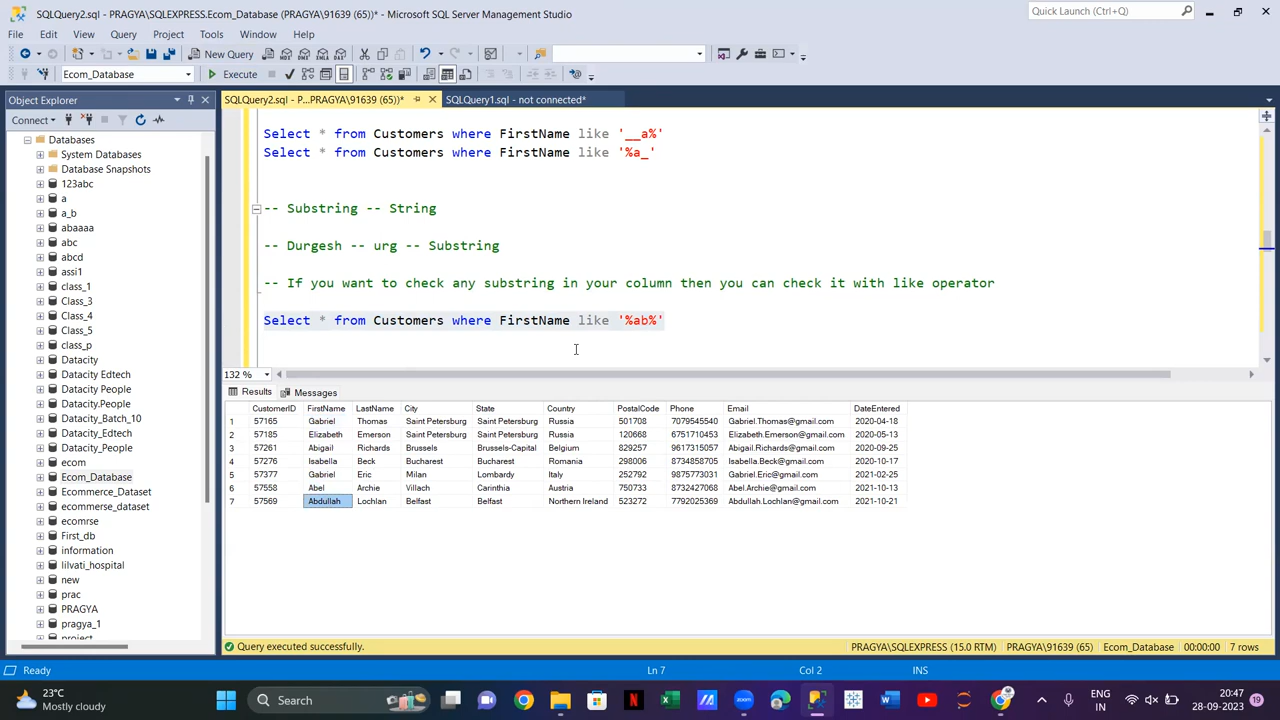 SQLQuery2.sql - PRAGYA\SQLEXPRESS.Ecom_Database (PRAGYA\91639 (65))* - Microsoft SQL Server Management Studio
Quick Launch (Ctrl+Q)
File Edit View Query Project Tools Window Help
New Query
MDX DMX XMLA DAX
Ecom_Database
Execute
Object Explorer
SQLQuery2.sql - P...PRAGYA\91639 (65))*
SQLQuery1.sql - not connected*
Connect
Databases
System Databases
Database Snapshots
123abc
a
a_b
abaaaa
abc
abcd
assi1
class_1
Class_3
Class_4
Class_5
class_p
Datacity
Datacity Edtech
Datacity People
Datacity.People
Datacity_Batch_10
Datacity_Edtech
Datacity_People
ecom
Ecom_Database
Ecommerce_Dataset
ecommerse_dataset
ecomrse
First_db
information
lilvati_hospital
new
prac
PRAGYA
pragya_1
project
Select * from Customers where FirstName like '__a%'
Select * from Customers where FirstName like '%a_'
-- Substring -- String
-- Durgesh -- urg -- Substring
-- If you want to check any substring in your column then you can check it with like operator
Select * from Customers where FirstName like '%ab%'
132 %
Results Messages
CustomerID FirstName LastName City State Country PostalCode Phone Email DateEntered
1 57165 Gabriel Thomas Saint Petersburg Saint Petersburg Russia 501708 7079545540 Gabriel.Thomas@gmail.com 2020-04-18
2 57185 Elizabeth Emerson Saint Petersburg Saint Petersburg Russia 120668 6751710453 Elizabeth.Emerson@gmail.com 2020-05-13
3 57261 Abigail Richards Brussels Brussels-Capital Belgium 829257 9617315057 Abigail.Richards@gmail.com 2020-09-25
4 57276 Isabella Beck Bucharest Bucharest Romania 298006 8734858705 Isabella.Beck@gmail.com 2020-10-17
5 57377 Gabriel Eric Milan Lombardy Italy 252792 9875773031 Gabriel.Eric@gmail.com 2021-02-25
6 57558 Abel Archie Villach Carinthia Austria 750733 8732427068 Abel.Archie@gmail.com 2021-10-13
7 57569 Abdullah Lochlan Belfast Belfast Northern Ireland 523272 7792025369 Abdullah.Lochlan@gmail.com 2021-10-21
Query executed successfully.
PRAGYA\SQLEXPRESS (15.0 RTM) PRAGYA\91639 (65) Ecom_Database 00:00:00 7 rows
Ready Ln 7 Col 2 INS
23°C
Mostly cloudy
Search
zoom
ENG
IN
20:47
28-09-2023
19